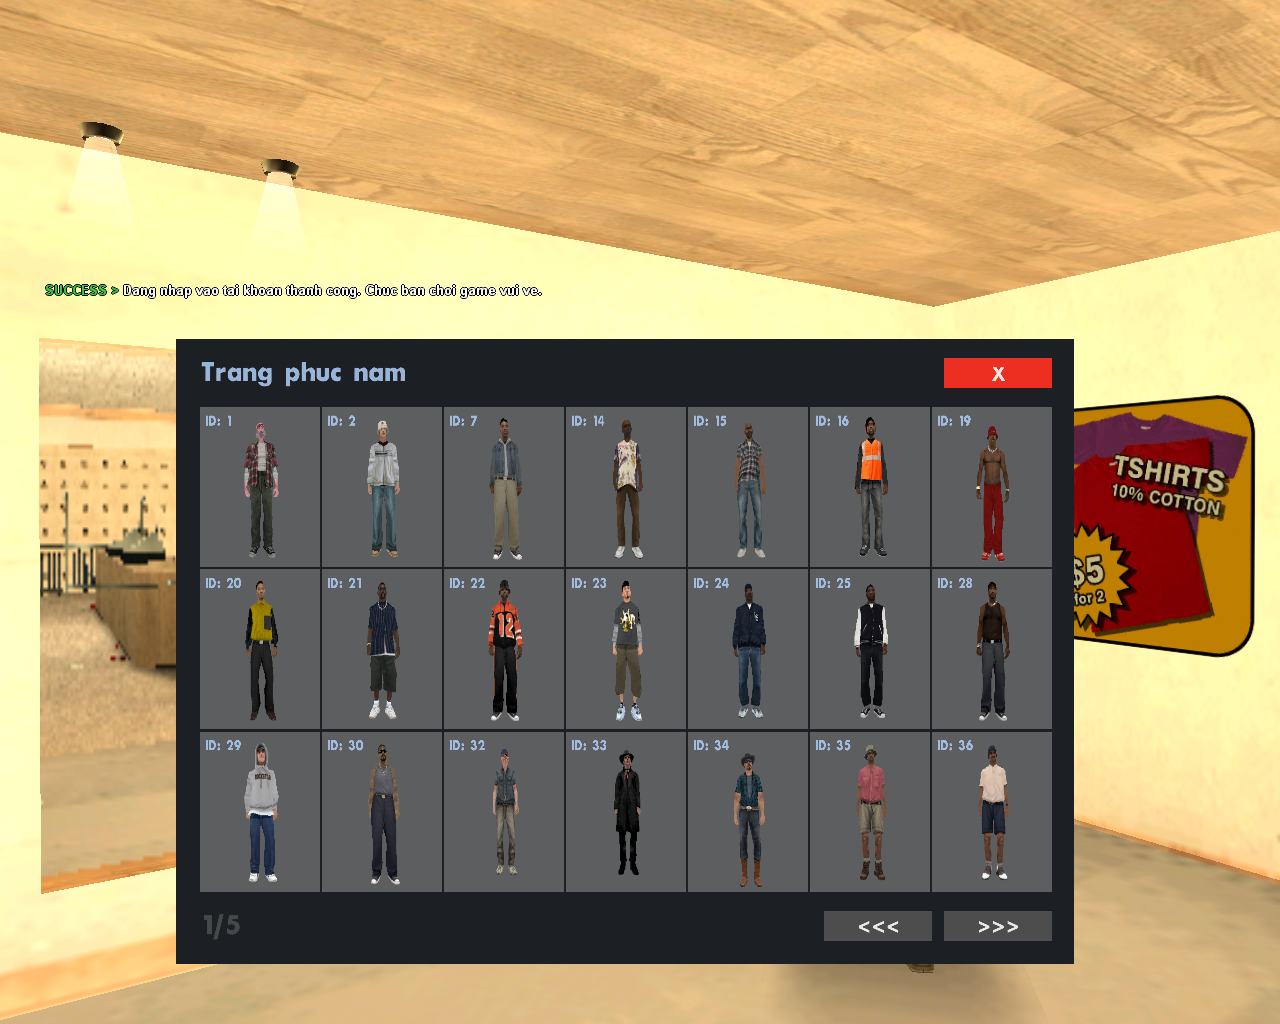 SUCCESS > Dang nhap vao tai khoan thanh cong. Chuc ban choi game vui ve.
Trang phuc nam
X
ID: 1
ID: 2
ID: 7
ID: 14
ID: 15
ID: 16
ID: 19
TSHIRTS
10% COTTON
$5
for 2
ID: 20
ID: 21
ID: 22
12
ID: 23
ID: 24
ID: 25
ID: 28
ID: 29
ID: 30
ID: 32
ID: 33
ID: 34
ID: 35
ID: 36
1/5
<<<
>>>